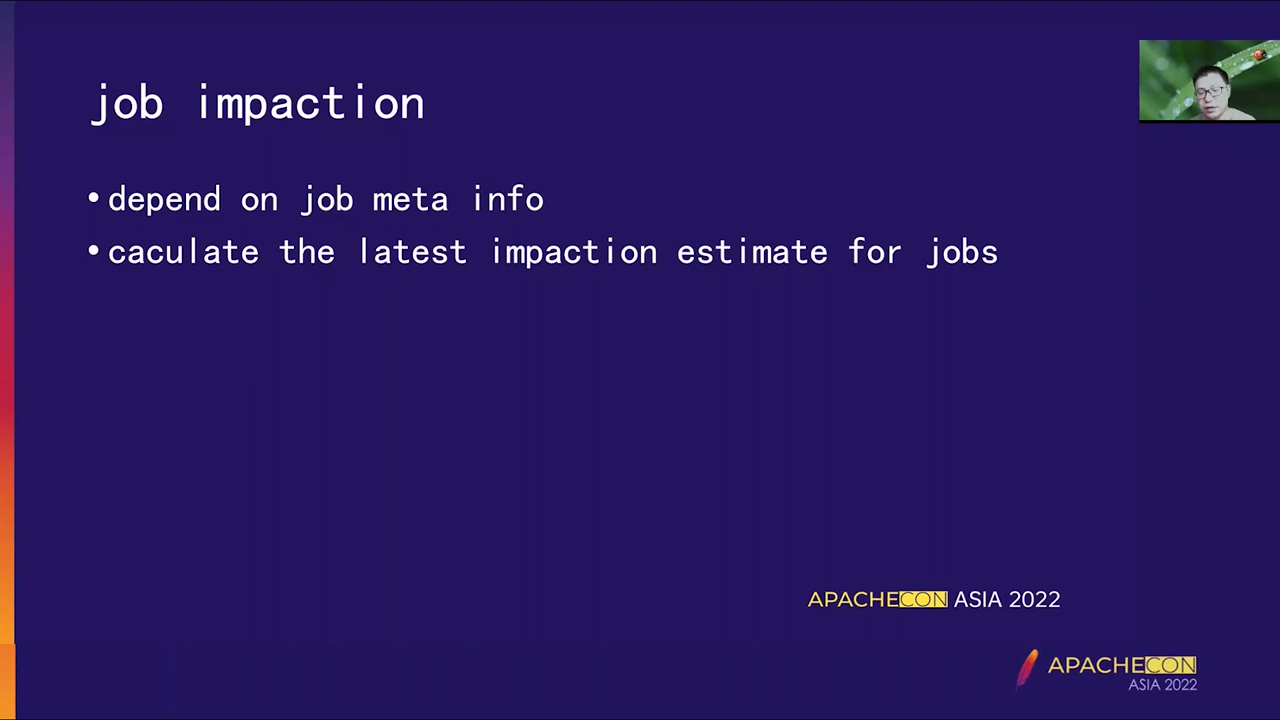 job impaction
• depend on job meta info
• caculate the latest impaction estimate for jobs
APACHECON ASIA 2022
APACHECON
ASIA 2022